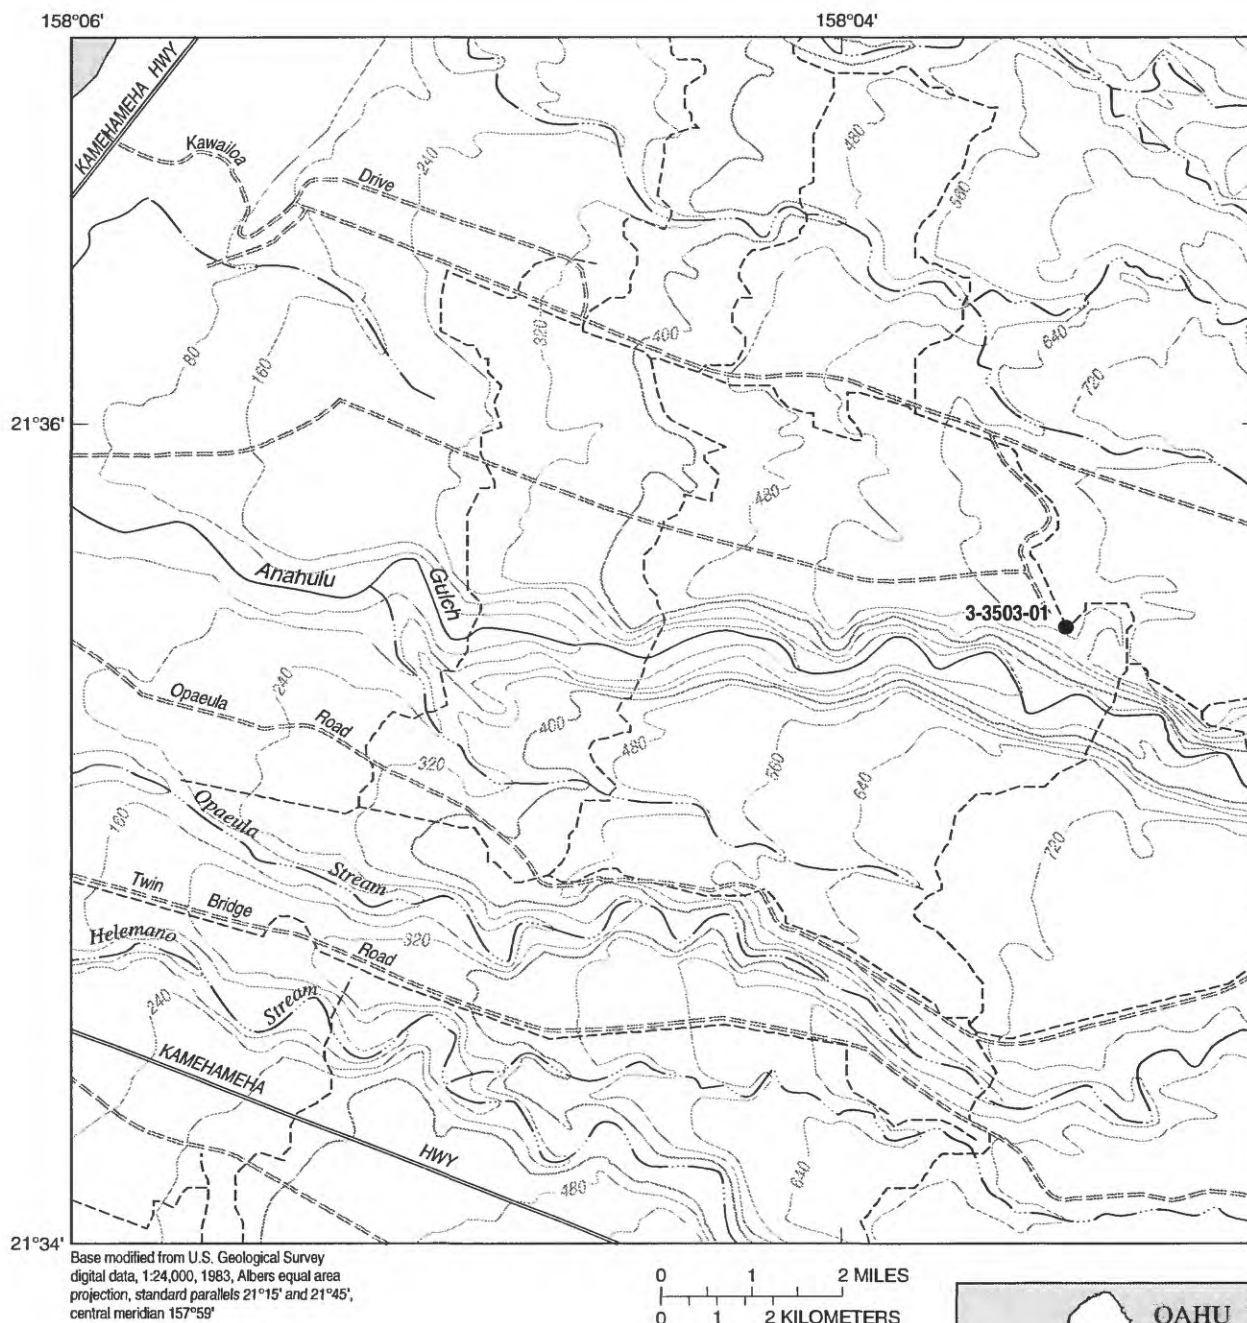 158°06'
158°04'
KAMEHAMEHA HWY
Kawailoa
Drive
240
480
560
80
160
320
400
640
720
21°36'
480
Anahulu
Gulch
3-3503-01
240
Opaeula
Road
320
400
480
560
640
720
160
Opaeula
Stream
Twin
Bridge
Road
320
Helemano
Stream
240
KAMEHAMEHA
HWY
480
640
21°34'
Base modified from U.S. Geological Survey
digital data, 1:24,000, 1983, Albers equal area
projection, standard parallels 21°15' and 21°45',
central meridian 157°59'
0 1 2 MILES
0 1 2 KILOMETERS
OAHU